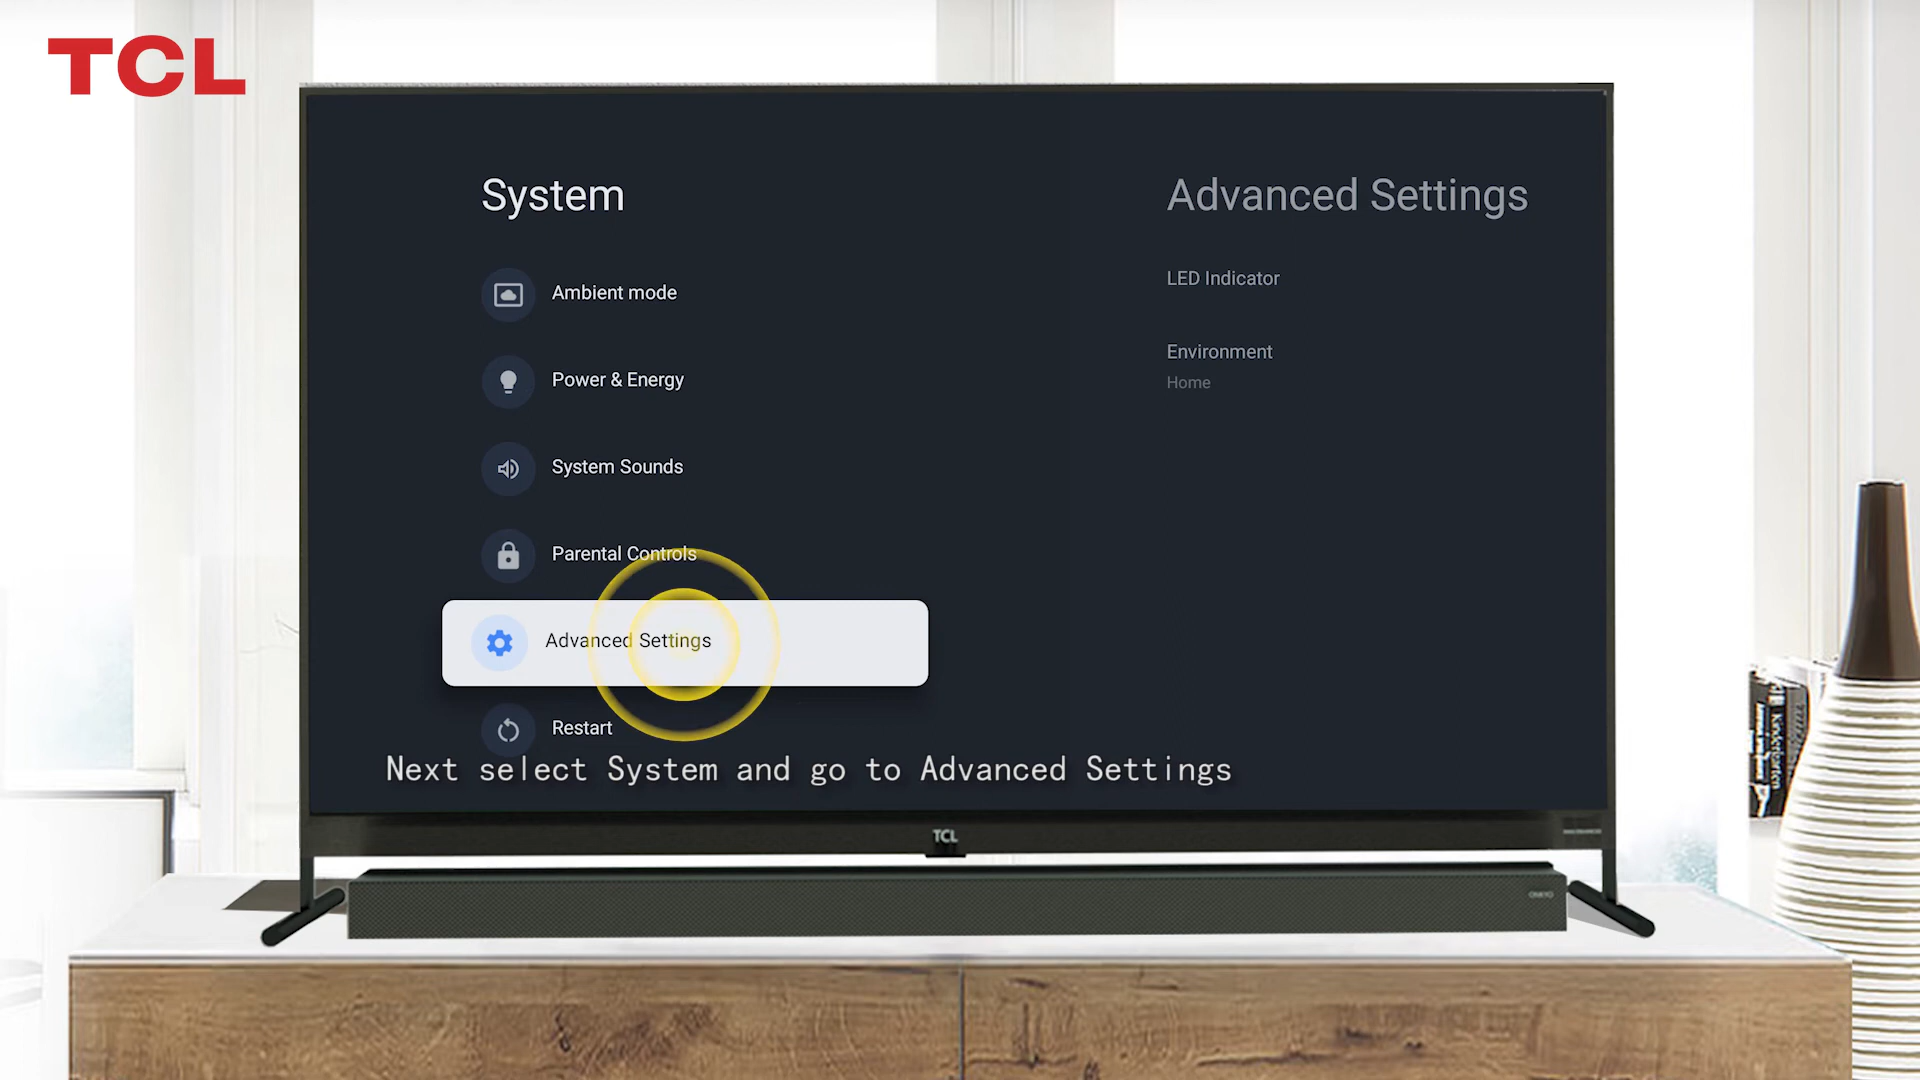 TCL
System
Advanced Settings
Ambient mode
LED Indicator
Power & Energy
Environment
Home
System Sounds
Parental Controls
Advanced Settings
Restart
Next select System and go to Advanced Settings
TCL
ONKYO